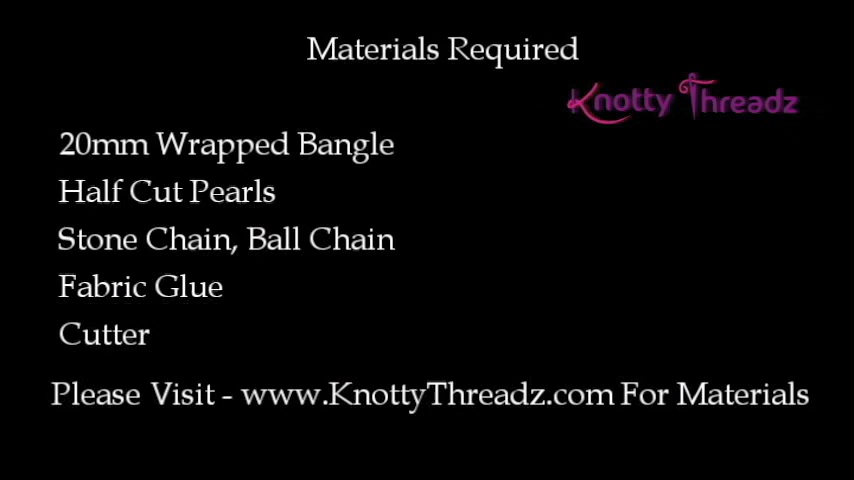 Materials Required
Knotty Threadz
20mm Wrapped Bangle
Half Cut Pearls
Stone Chain, Ball Chain
Fabric Glue
Cutter
Please Visit - www.KnottyThreadz.com For Materials